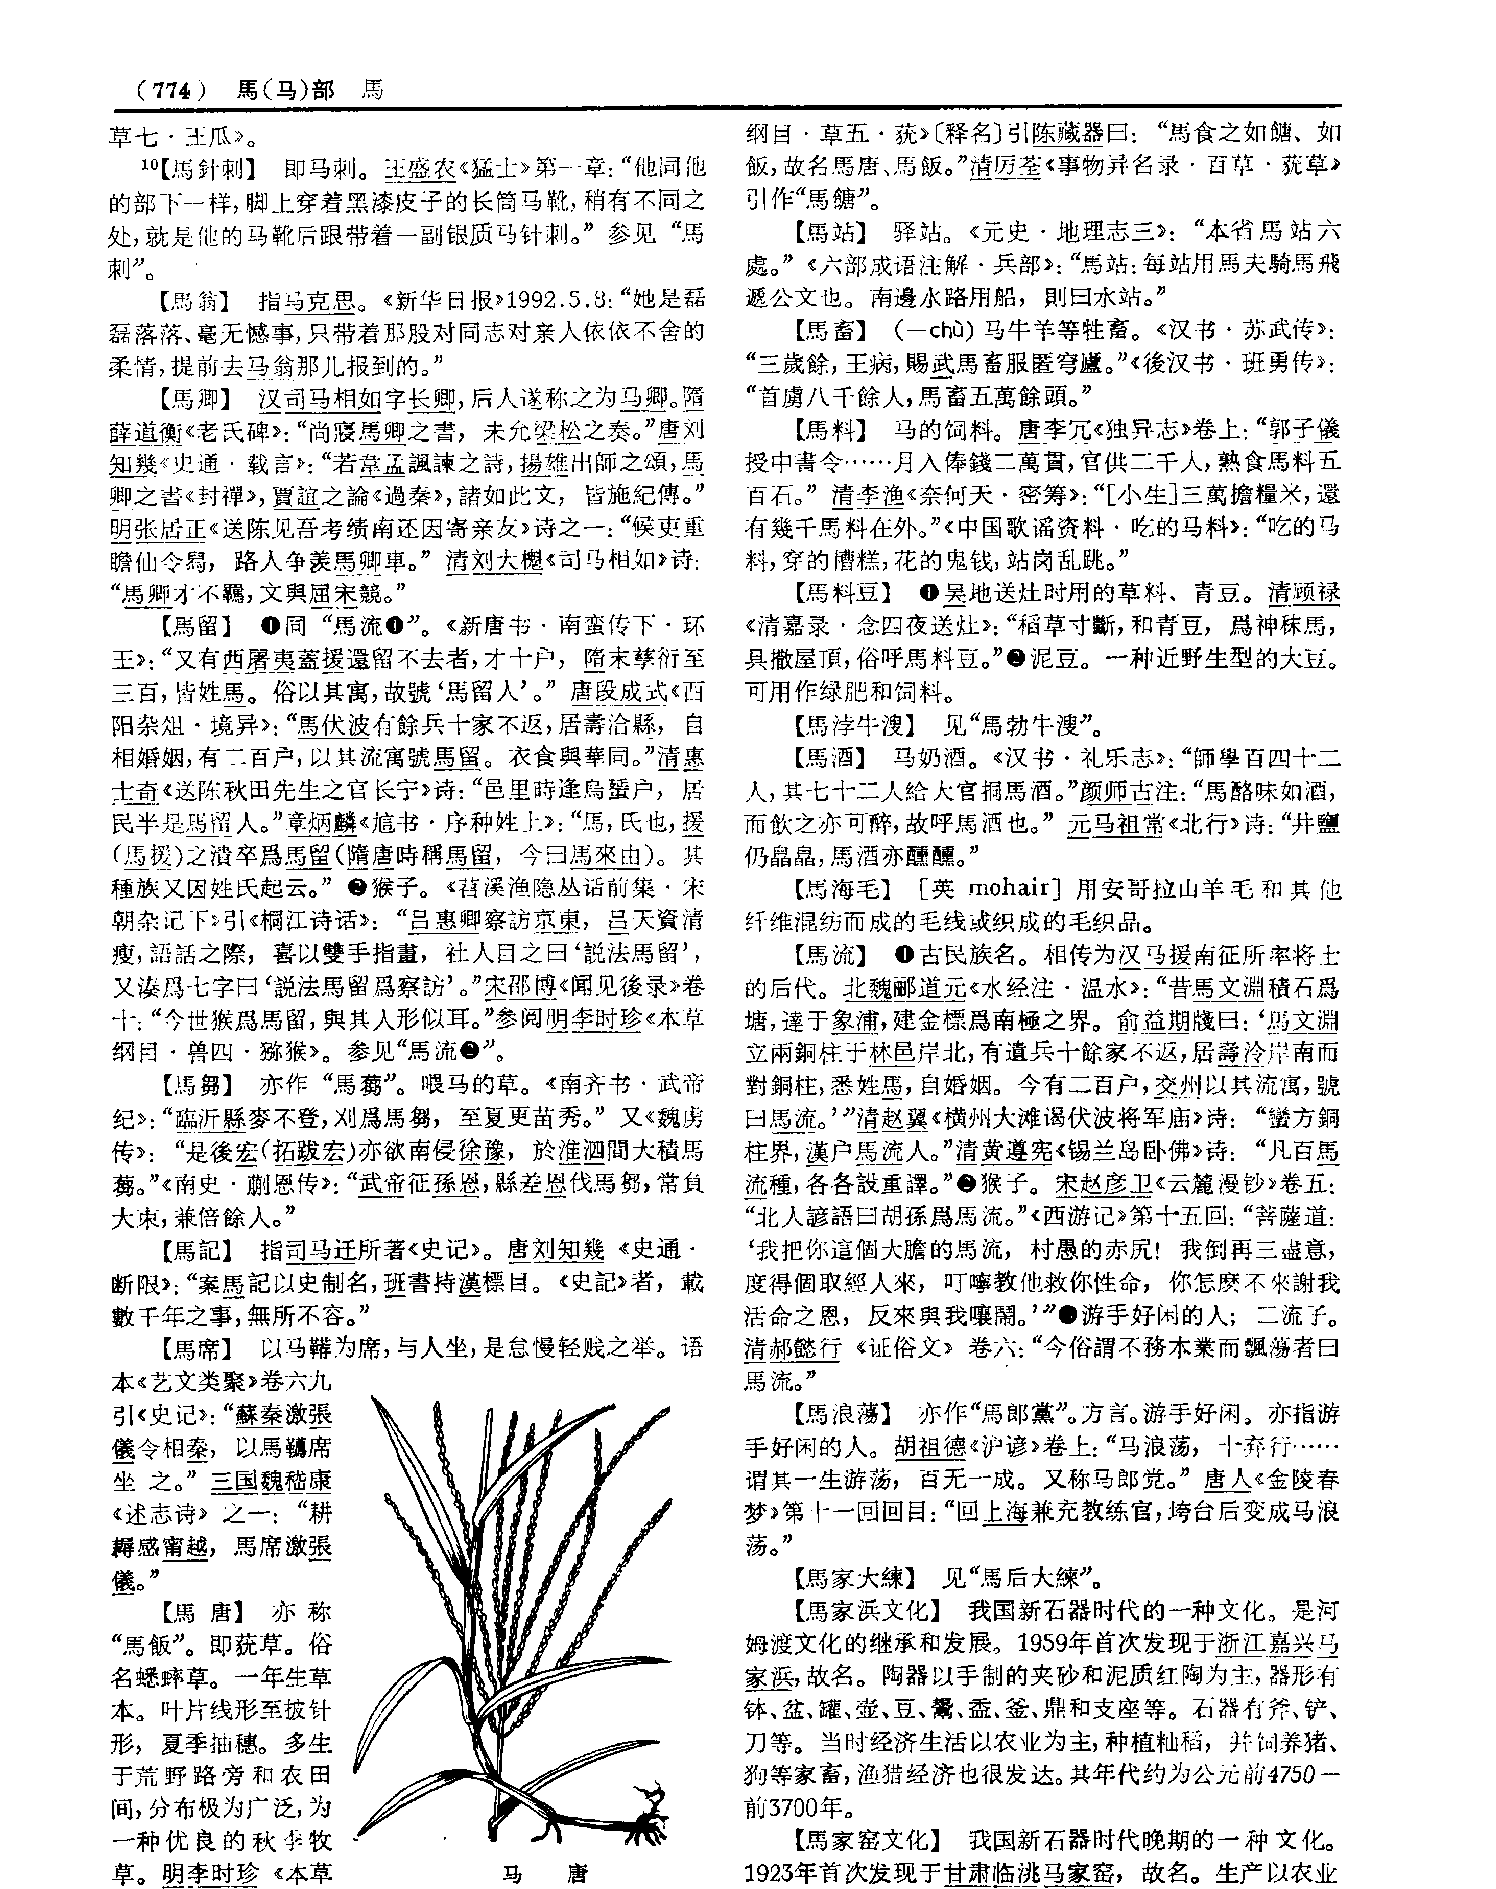 (774) 馬(马)部 馬
草七·王瓜》。
10【馬針刺】 即马刺。王盛农《猛士》第一章:“他同他
的部下一样,脚上穿着黑漆皮子的长筒马靴,稍有不同之
处,就是他的马靴后跟带着一副银质马针刺。”参见“馬
刺”。
【馬翁】 指马克思。《新华日报》1992.5.8:“她是磊
磊落落、毫无憾事,只带着那股对同志对亲人依依不舍的
柔情,提前去马翁那儿报到的。”
【馬卿】 汉司马相如字长卿,后人遂称之为马卿。隋
薛道衡《老氏碑》:“尚寢馬卿之書,未允梁松之奏。”唐刘
知幾《史通·载言》:“若韋孟諷諫之詩,揚雄出師之頌,馬
卿之書《封禪》,賈誼之論《過秦》,諸如此文,皆施紀傳。”
明张居正《送陈见吾考绩南还因寄亲友》诗之一:“候吏重
瞻仙令舄,路人争羡馬卿車。”清刘大櫆《司马相如》诗:
“馬卿才不羈,文與屈宋競。”
【馬留】 ❶同“馬流❶”。《新唐书·南蛮传下·环
王》:“又有西屠夷蓋援還留不去者,才十户,隋末孳衍至
三百,皆姓馬。俗以其寓,故號‘馬留人’。”唐段成式《酉
阳杂俎·境异》:“馬伏波有餘兵十家不返,居壽洽縣,自
相婚姻,有二百户,以其流寓號馬留。衣食與華同。”清惠
士奇《送陈秋田先生之官长宁》诗:“邑里時逢烏蜑户,居
民半是馬留人。”章炳麟《訄书·序种姓上》:“馬,氏也,援
(馬援)之潰卒爲馬留(隋唐時稱馬留,今曰馬來由)。其
種族又因姓氏起云。”❷猴子。《苕溪渔隐丛话前集·宋
朝杂记下》引《桐江诗话》:“吕惠卿察訪京東,吕天資清
瘦,語話之際,喜以雙手指畫,社人目之曰‘説法馬留’,
又湊爲七字曰‘説法馬留爲察訪’。”宋邵博《闻见後录》卷
十:“今世猴爲馬留,與其人形似耳。”参阅明李时珍《本草
纲目·兽四·猕猴》。参见“馬流❷”。
【馬芻】 亦作“馬蒭”。喂马的草。《南齐书·武帝
纪》:“臨沂縣麥不登,刈爲馬芻,至夏更苗秀。”又《魏虏
传》:“是後宏(拓跋宏)亦欲南侵徐豫,於淮泗間大積馬
蒭。”《南史·蒯恩传》:“武帝征孫恩,縣差恩伐馬芻,常負
大束,兼倍餘人。”
【馬記】 指司马迁所著《史记》。唐刘知幾《史通·
断限》:“案馬記以史制名,班書持漢標目。《史記》者,載
數千年之事,無所不容。”
【馬席】 以马鞯为席,与人坐,是怠慢轻贱之举。语
本《艺文类聚》卷六九
引《史记》:“蘇秦激張
儀令相秦,以馬韉席
坐之。”三国魏嵇康
《述志诗》之一:“耕
耨感甯越,馬席激張
儀。”
【馬唐】 亦称
“馬飯”。即莸草。俗
名蟋蟀草。一年生草
本。叶片线形至披针
形,夏季抽穗。多生
于荒野路旁和农田
间,分布极为广泛,为
一种优良的秋季牧
草。明李时珍《本草
马 唐
纲目·草五·莸》〔释名〕引陈藏器曰:“馬食之如餹、如
飯,故名馬唐、馬飯。”清厉荃《事物异名录·百草·莸草》
引作“馬餹”。
【馬站】 驿站。《元史·地理志三》:“本省馬站六
處。”《六部成语注解·兵部》:“馬站:每站用馬夫騎馬飛
遞公文也。南邊水路用船,則曰水站。”
【馬畜】 (—chù)马牛羊等牲畜。《汉书·苏武传》:
“三歲餘,王病,賜武馬畜服匿穹廬。”《後汉书·班勇传》:
“首虜八千餘人,馬畜五萬餘頭。”
【馬料】 马的饲料。唐李冗《独异志》卷上:“郭子儀
授中書令……月入俸錢二萬貫,官供二千人,熟食馬料五
百石。”清李渔《奈何天·密筹》:“[小生]三萬擔糧米,還
有幾千馬料在外。”《中国歌谣资料·吃的马料》:“吃的马
料,穿的槽糕,花的鬼钱,站岗乱跳。”
【馬料豆】 ❶吴地送灶时用的草料、青豆。清顾禄
《清嘉录·念四夜送灶》:“稻草寸斷,和青豆,爲神秣馬,
具撒屋頂,俗呼馬料豆。”❷泥豆。一种近野生型的大豆。
可用作绿肥和饲料。
【馬浡牛溲】 见“馬勃牛溲”。
【馬酒】 马奶酒。《汉书·礼乐志》:“師學百四十二
人,其七十二人給大官挏馬酒。”颜师古注:“馬酪味如酒,
而飲之亦可醉,故呼馬酒也。”元马祖常《北行》诗:“井鹽
仍皛皛,馬酒亦醺醺。”
【馬海毛】 [英 mohair]用安哥拉山羊毛和其他
纤维混纺而成的毛线或织成的毛织品。
【馬流】 ❶古民族名。相传为汉马援南征所率将士
的后代。北魏郦道元《水经注·温水》:“昔馬文淵積石爲
塘,達于象浦,建金標爲南極之界。俞益期牋曰:‘馬文淵
立兩銅柱于林邑岸北,有遺兵十餘家不返,居壽泠岸南而
對銅柱,悉姓馬,自婚姻。今有二百户,交州以其流寓,號
曰馬流。’”清赵翼《横州大滩谒伏波将军庙》诗:“蠻方銅
柱界,漢户馬流人。”清黄遵宪《锡兰岛卧佛》诗:“凡百馬
流種,各各設重譯。”❷猴子。宋赵彦卫《云麓漫钞》卷五:
“北人諺語曰胡孫爲馬流。”《西游记》第十五回:“菩薩道:
‘我把你這個大膽的馬流,村愚的赤尻!我倒再三盡意,
度得個取經人來,叮嚀教他救你性命,你怎麽不來謝我
活命之恩,反來與我嚷鬧。’”❸游手好闲的人;二流子。
清郝懿行《证俗文》卷六:“今俗謂不務本業而飄蕩者曰
馬流。”
【馬浪蕩】 亦作“馬郎黨”。方言。游手好闲。亦指游
手好闲的人。胡祖德《沪谚》卷上:“马浪荡,十弃行……
谓其一生游荡,百无一成。又称马郎党。”唐人《金陵春
梦》第十一回回目:“回上海兼充教练官,垮台后变成马浪
荡。”
【馬家大練】 见“馬后大練”。
【馬家浜文化】 我国新石器时代的一种文化。是河
姆渡文化的继承和发展。1959年首次发现于浙江嘉兴马
家浜,故名。陶器以手制的夹砂和泥质红陶为主,器形有
钵、盆、罐、壶、豆、鬶、盉、釜、鼎和支座等。石器有斧、铲、
刀等。当时经济生活以农业为主,种植籼稻,并饲养猪、
狗等家畜,渔猎经济也很发达。其年代约为公元前4750—
前3700年。
【馬家窑文化】 我国新石器时代晚期的一种文化。
1923年首次发现于甘肃临洮马家窑,故名。生产以农业